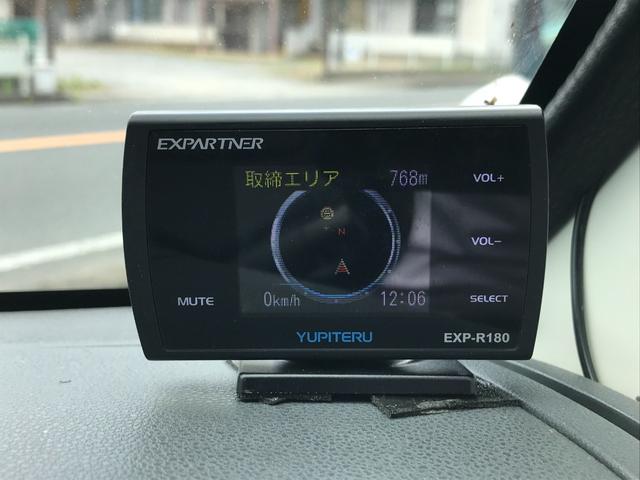 EXPARTNER
取締エリア 768m
VOL+
N
VOL−
MUTE
0km/h 12:06
SELECT
YUPITERU
EXP-R180